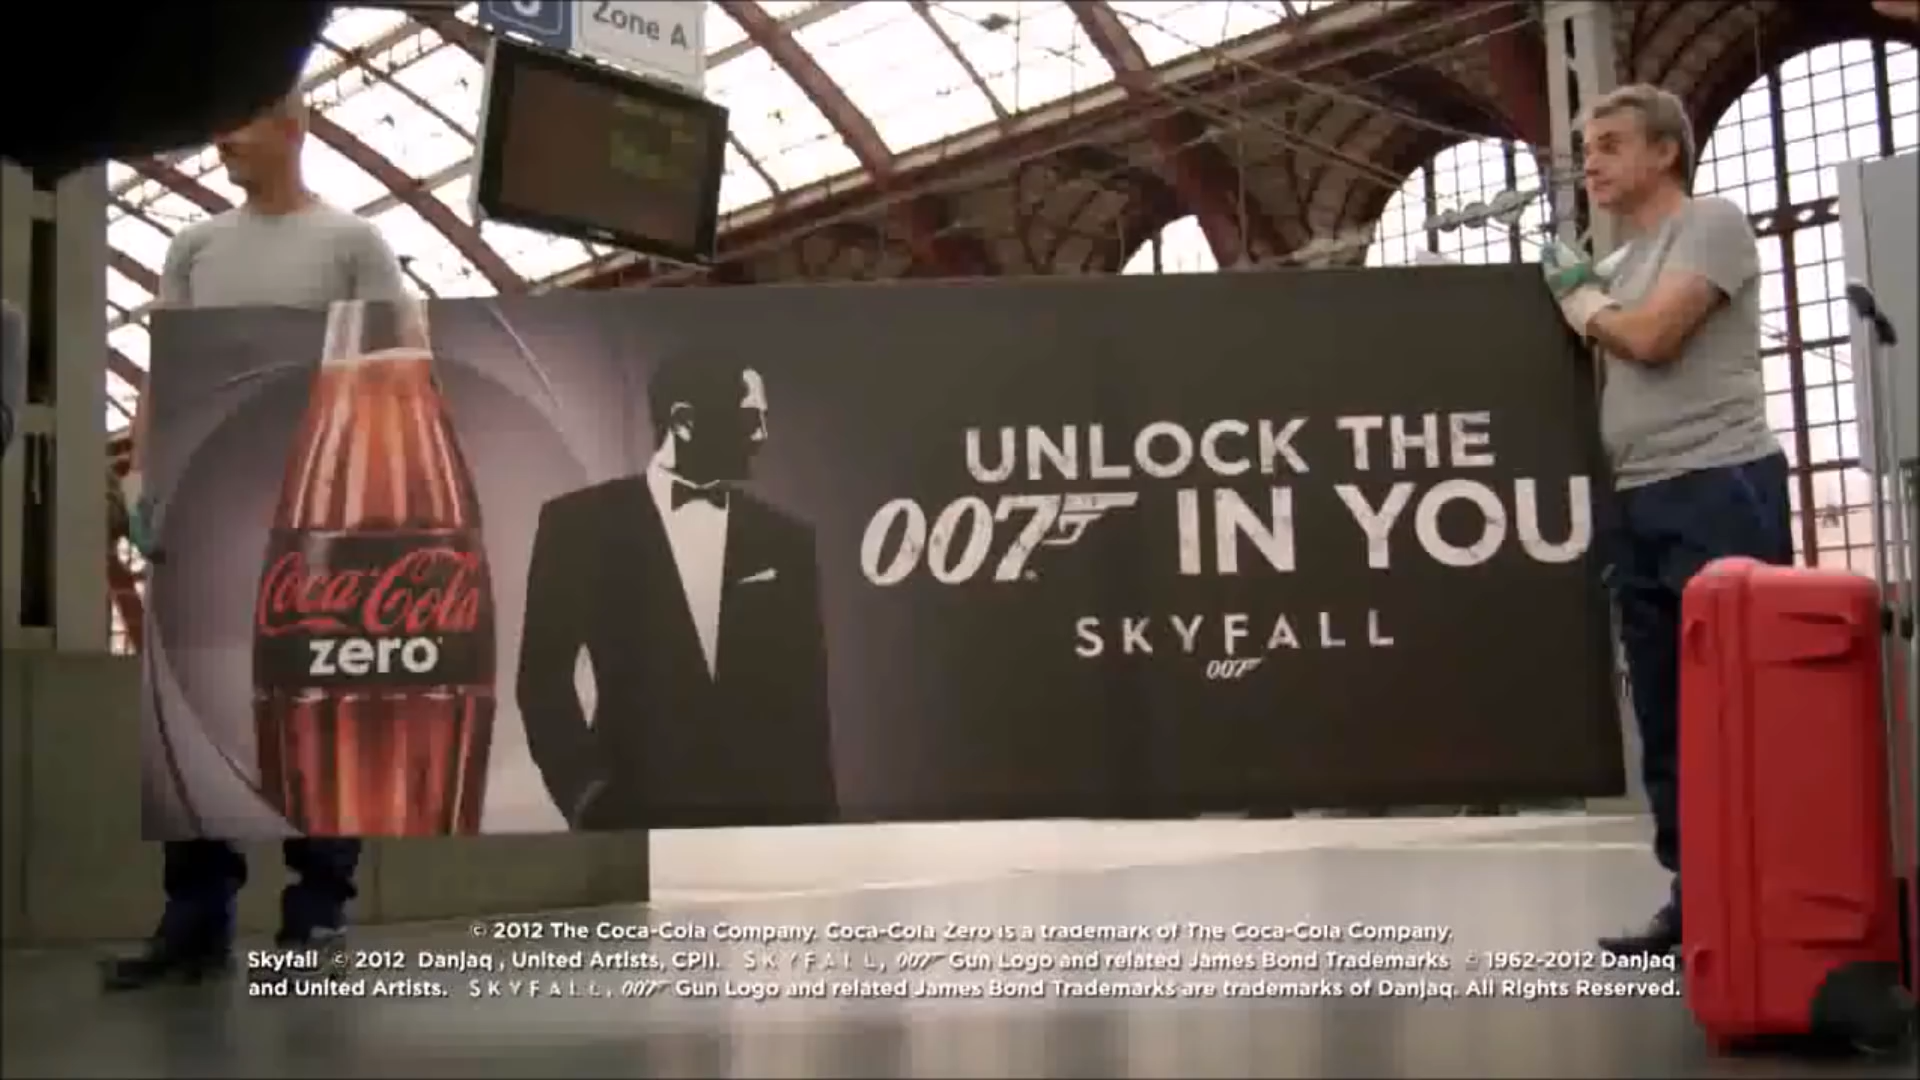 Zone A
UNLOCK THE
007 IN YOU
SKYFALL
007
Coca-Cola
zero
© 2012 The Coca-Cola Company. Coca-Cola Zero is a trademark of The Coca-Cola Company.
Skyfall © 2012 Danjaq , United Artists, CPII. SKYFALL, 007 Gun Logo and related James Bond Trademarks © 1962-2012 Danjaq
and United Artists. SKYFALL, 007 Gun Logo and related James Bond Trademarks are trademarks of Danjaq. All Rights Reserved.